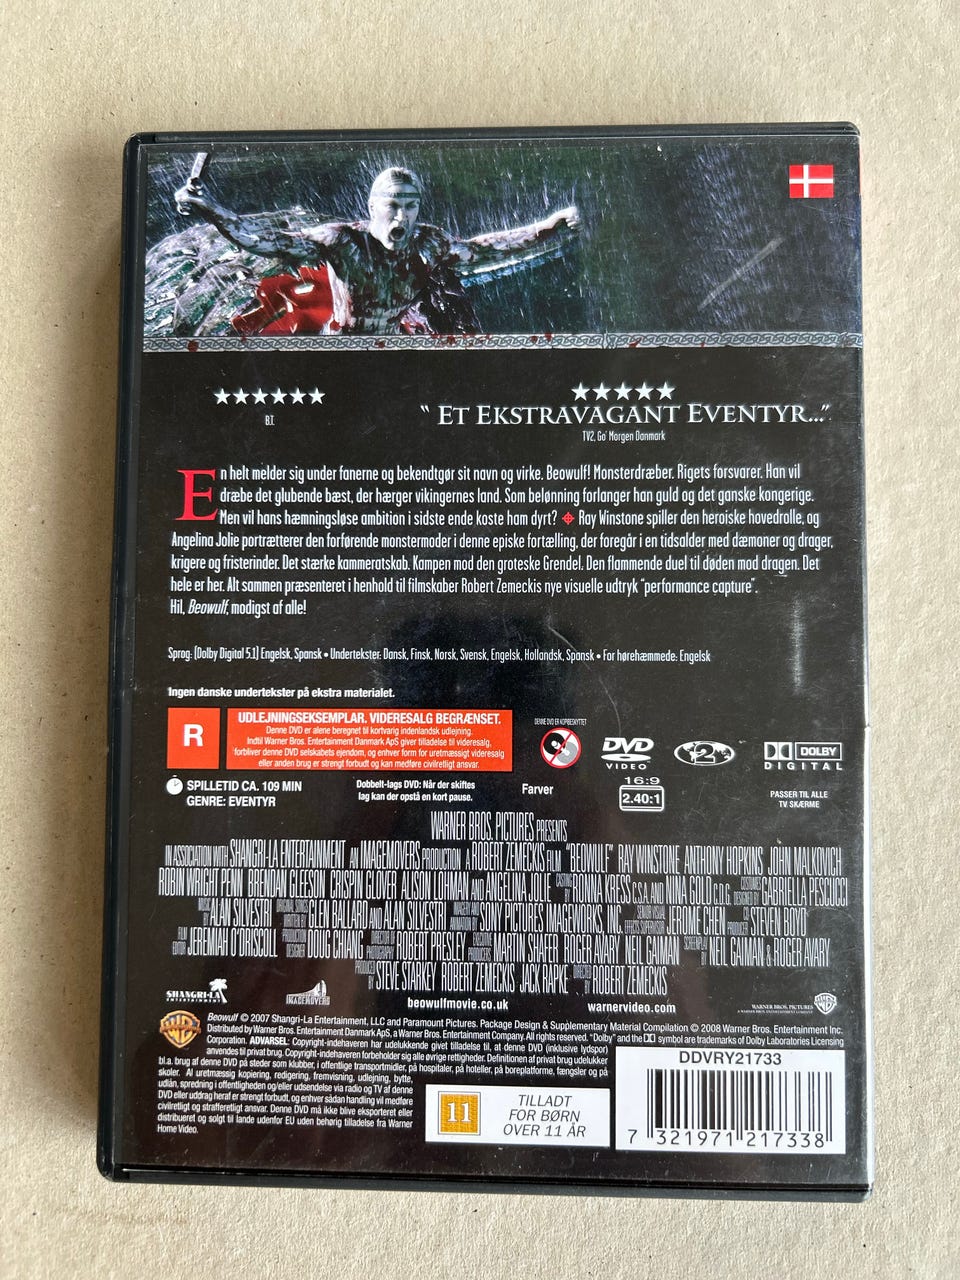 B.T.
“ET EKSTRAVAGANT EVENTYR...”
TV2, Go' Morgen Danmark
En helt melder sig under fanerne og bekendtgør sit navn og virke. Beowulf! Monsterdræber. Rigets forsvarer. Han vil
dræbe det glubende bæst, der hærger vikingernes land. Som belønning forlanger han guld og det ganske kongerige.
Men vil hans hæmningsløse ambition i sidste ende koste ham dyrt? Ray Winstone spiller den heroiske hovedrolle, og
Angelina Jolie portrætterer den forførende monstermoder i denne episke fortælling, der foregår i en tidsalder med dæmoner og drager,
krigere og fristerinder. Det stærke kammeratskab. Kampen mod den groteske Grendel. Den flammende duel til døden mod dragen. Det
hele er her. Alt sammen præsenteret i henhold til filmskaber Robert Zemeckis nye visuelle udtryk “performance capture”.
Hil, Beowulf, modigst af alle!
Sprog: (Dolby Digital 5.1) Engelsk, Spansk • Undertekster: Dansk, Finsk, Norsk, Svensk, Engelsk, Hollandsk, Spansk • For hørehæmmede: Engelsk
Ingen danske undertekster på ekstra materialet.
R
UDLEJNINGSEKSEMPLAR. VIDERESALG BEGRÆNSET.
Denne DVD er alene beregnet til kortvarig indenlandsk udlejning.
Indtil Warner Bros. Entertainment Danmark ApS giver tilladelse til videresalg,
forbliver denne DVD selskabets ejendom, og enhver form for uretmæssigt videresalg
eller anden brug er strengt forbudt og kan medføre civilretligt ansvar.
DENNE DVD ER KOPIBESKYTTET
DVD
VIDEO
2
DOLBY
DIGITAL
SPILLETID CA. 109 MIN
GENRE: EVENTYR
Dobbelt-lags DVD: Når der skiftes
lag kan der opstå en kort pause.
Farver
16:9
2.40:1
PASSER TIL ALLE
TV SKÆRME
WARNER BROS. PICTURES PRESENTS
IN ASSOCIATION WITH SHANGRI-LA ENTERTAINMENT AN IMAGEMOVERS PRODUCTION A ROBERT ZEMECKIS FILM “BEOWULF” RAY WINSTONE ANTHONY HOPKINS JOHN MALKOVICH
ROBIN WRIGHT PENN BRENDAN GLEESON CRISPIN GLOVER ALISON LOHMAN AND ANGELINA JOLIE CASTING BY RONNA KRESS C.S.A. AND NINA GOLD C.D.G. COSTUMES DESIGNED BY GABRIELLA PESCUCCI
MUSIC BY ALAN SILVESTRI ORIGINAL SONGS WRITTEN BY GLEN BALLARD AND ALAN SILVESTRI IMAGERY AND ANIMATION BY SONY PICTURES IMAGEWORKS, INC. SENIOR VISUAL EFFECTS SUPERVISOR JEROME CHEN CO-PRODUCER STEVEN BOYD
FILM EDITOR JEREMIAH O'DRISCOLL PRODUCTION DESIGNER DOUG CHIANG DIRECTOR OF PHOTOGRAPHY ROBERT PRESLEY EXECUTIVE PRODUCERS MARTIN SHAFER ROGER AVARY NEIL GAIMAN SCREENPLAY BY NEIL GAIMAN & ROGER AVARY
PRODUCED BY STEVE STARKEY ROBERT ZEMECKIS JACK RAPKE DIRECTED BY ROBERT ZEMECKIS
SHANGRI-LA
ENTERTAINMENT
IMAGEMOVERS
beowulfmovie.co.uk
warnervideo.com
WARNER BROS. PICTURES
A WARNER BROS. ENTERTAINMENT COMPANY
Beowulf © 2007 Shangri-La Entertainment, LLC and Paramount Pictures. Package Design & Supplementary Material Compilation © 2008 Warner Bros. Entertainment Inc.
Distributed by Warner Bros. Entertainment Danmark ApS, a Warner Bros. Entertainment Company. All rights reserved. “Dolby” and the symbol are trademarks of Dolby Laboratories Licensing
Corporation. ADVARSEL: Copyright-indehaveren har udelukkende givet tilladelse til, at denne DVD (inklusive lydspor)
anvendes til privat brug. Copyright-indehaveren forbeholder sig alle øvrige rettigheder. Definitionen af privat brug udelukker
bl.a. brug af denne DVD på steder som klubber, i offentlige transportmidler, på hospitaler, på hoteller, på boreplatforme, fængsler og på
skoler. Al uretmæssig kopiering, redigering, fremvisning, udlejning, bytte,
udlån, spredning i offentligheden og/eller udsendelse via radio og TV af denne
DVD eller uddrag heraf er strengt forbudt, og enhver sådan handling vil medføre
civilretligt og strafferetligt ansvar. Denne DVD må ikke blive eksporteret eller
distribueret og solgt til lande udenfor EU uden behørig tilladelse fra Warner
Home Video.
11
TILLADT
FOR BØRN
OVER 11 ÅR
DDVRY21733
7 321971 217338